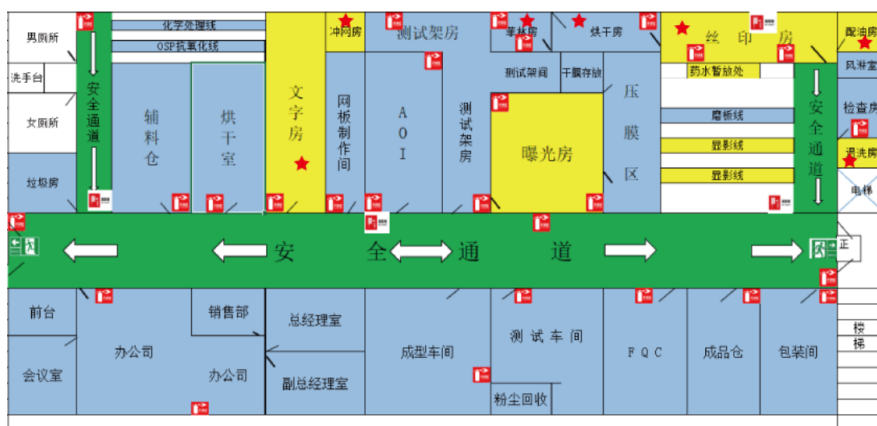 男厕所
洗手台
女厕所
垃圾房
安全通道
化学处理线
OSP抗氧化线
辅料仓
烘干室
文字房
冲网房
网板制作间
测试架房
AOI
测试架房
菲林房
烘干房
测试架间
干膜存放
曝光房
压膜区
丝印房
药水暂放处
磨板线
显影线
显影线
安全通道
配油房
风淋室
检查房
退洗房
电梯
安全通道
正
前台
会议室
办公司
销售部
办公司
总经理室
副总经理室
成型车间
测试车间
粉尘回收
FQC
成品仓
包装间
楼梯